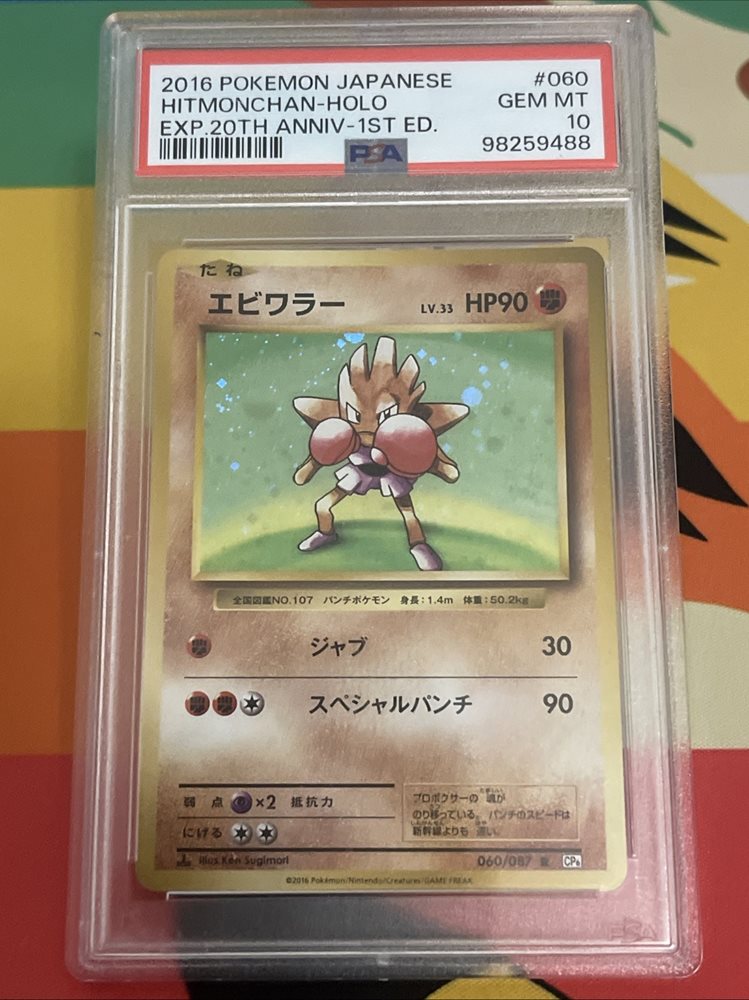 2016 POKEMON JAPANESE #060
HITMONCHAN-HOLO GEM MT
EXP.20TH ANNIV-1ST ED. 10
PSA 98259488
たね
エビワラー LV.33 HP90
全国図鑑NO.107 パンチポケモン 身長:1.4m 体重:50.2kg
ジャブ 30
スペシャルパンチ 90
弱点 ×2 抵抗力
にげる
プロボクサーの 魂が
のり移っている。パンチのスピードは
新幹線よりも 速い。
illus.Ken Sugimori 060/087 R CP6
©2016 Pokémon/Nintendo/Creatures/GAME FREAK.